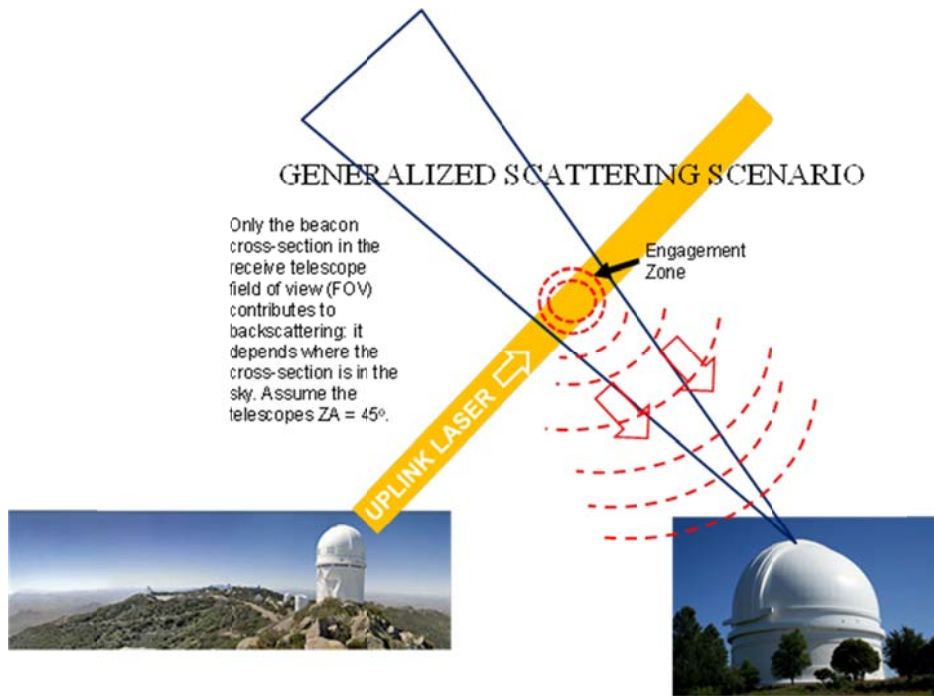 GENERALIZED SCATTERING SCENARIO
Only the beacon
cross-section in the
receive telescope
field of view (FOV)
contributes to
backscattering: it
depends where the
cross-section is in the
sky. Assume the
telescopes ZA = 45º.
Engagement
Zone
UPLINK LASER